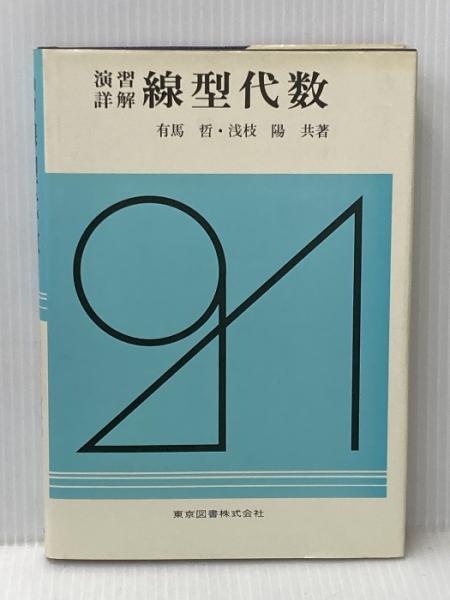 演習
詳解 線型代数
有馬 哲・浅枝 陽 共著
東京図書株式会社